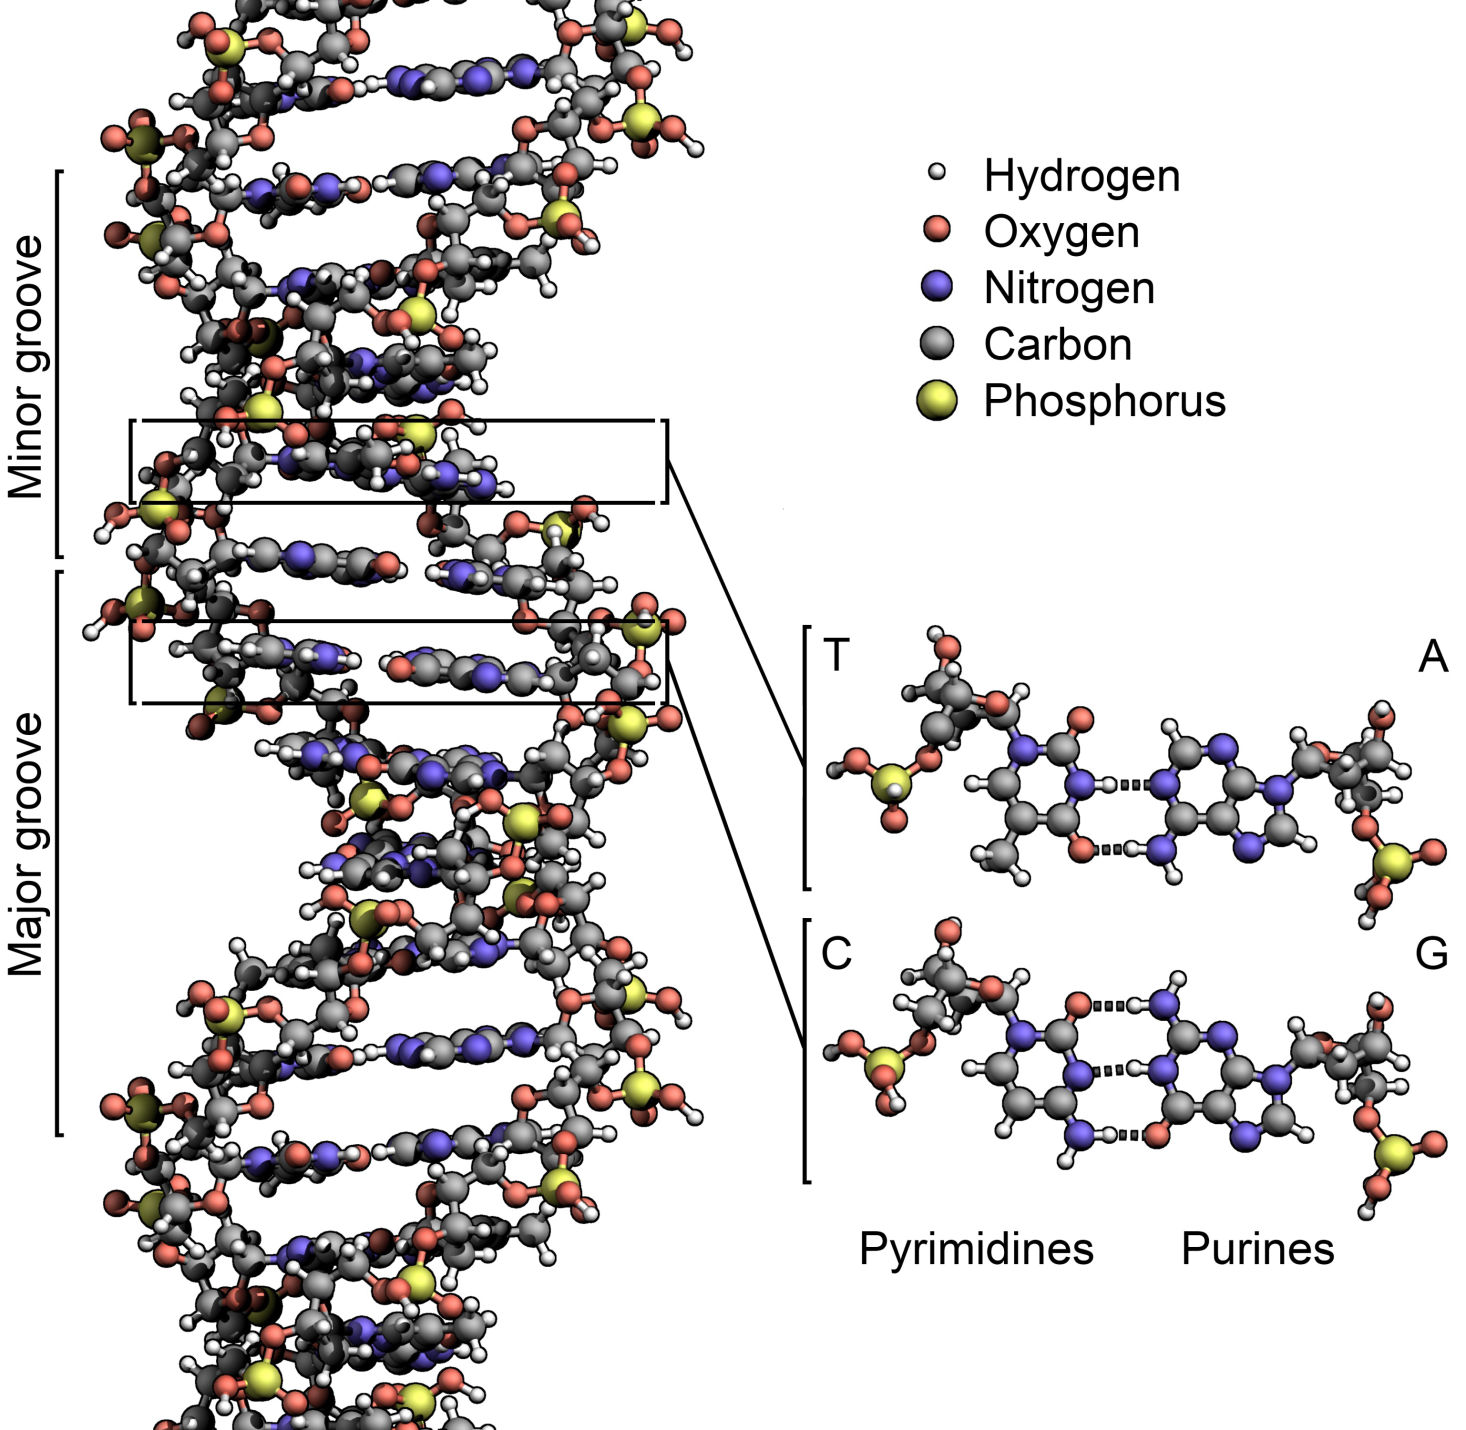 Minor groove
Major groove
Hydrogen
Oxygen
Nitrogen
Carbon
Phosphorus
T
A
C
G
Pyrimidines
Purines